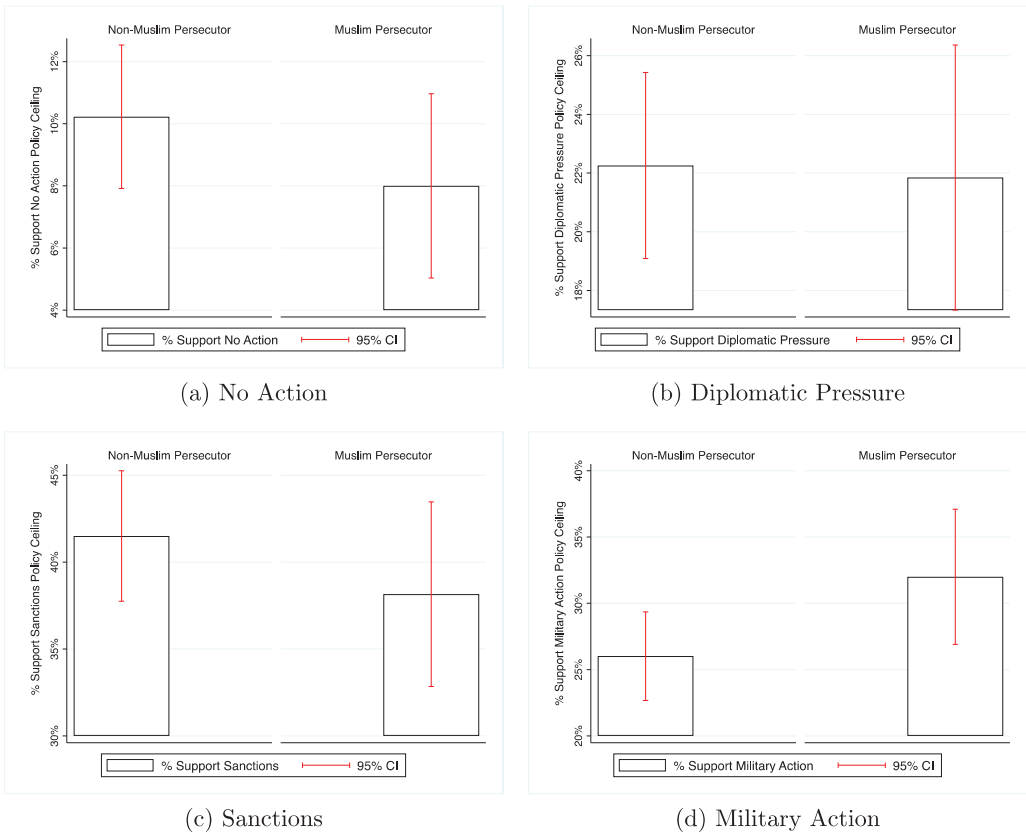 Non-Muslim Persecutor
Muslim Persecutor
% Support No Action Policy Ceiling
12%
10%
8%
6%
4%
% Support No Action
95% CI
(a) No Action
Non-Muslim Persecutor
Muslim Persecutor
% Support Diplomatic Pressure Policy Ceiling
26%
24%
22%
20%
18%
% Support Diplomatic Pressure
95% CI
(b) Diplomatic Pressure
Non-Muslim Persecutor
Muslim Persecutor
% Support Sanctions Policy Ceiling
45%
40%
35%
30%
% Support Sanctions
95% CI
(c) Sanctions
Non-Muslim Persecutor
Muslim Persecutor
% Support Military Action Policy Ceiling
40%
35%
30%
25%
20%
% Support Military Action
95% CI
(d) Military Action